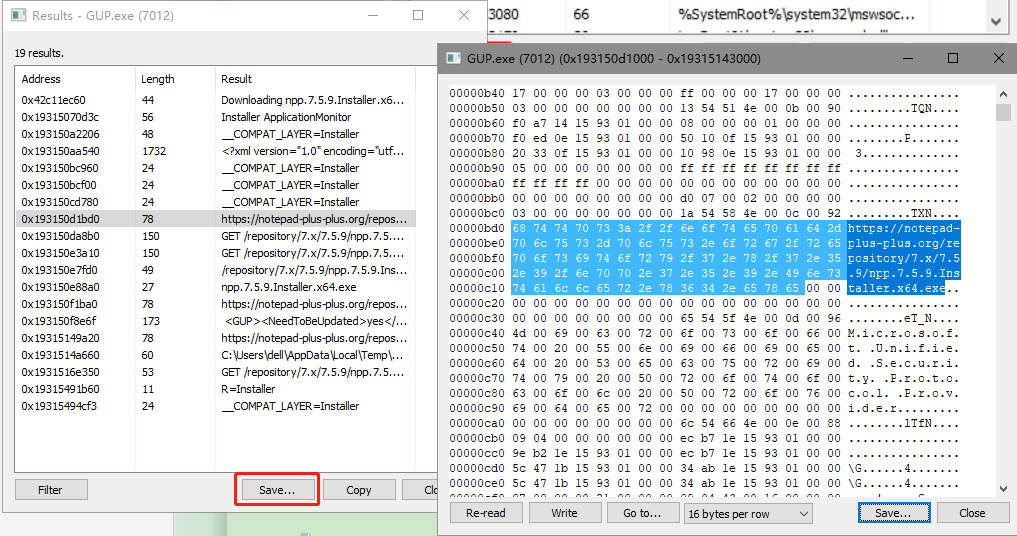 Results - GUP.exe (7012)
19 results.
Address Length Result
0x42c11ec60 44 Downloading npp.7.5.9.Installer.x6...
0x19315070d3c 56 Installer ApplicationMonitor
0x193150a2206 48 __COMPAT_LAYER=Installer
0x193150aa540 1732 <?xml version="1.0" encoding="utf...
0x193150bc960 24 __COMPAT_LAYER=Installer
0x193150bcf00 24 __COMPAT_LAYER=Installer
0x193150cd780 24 __COMPAT_LAYER=Installer
0x193150d1bd0 78 https://notepad-plus-plus.org/repos...
0x193150da8b0 150 GET /repository/7.x/7.5.9/npp.7.5....
0x193150e3a10 150 GET /repository/7.x/7.5.9/npp.7.5....
0x193150e7fd0 49 /repository/7.x/7.5.9/npp.7.5.9.Ins...
0x193150e88a0 27 npp.7.5.9.Installer.x64.exe
0x193150f1ba0 78 https://notepad-plus-plus.org/repos...
0x193150f8e6f 173 <GUP><NeedToBeUpdated>yes</...
0x19315149a20 78 https://notepad-plus-plus.org/repos...
0x1931514a660 60 C:\Users\dell\AppData\Local\Temp\...
0x1931516e350 53 GET /repository/7.x/7.5.9/npp.7.5....
0x19315491b60 11 R=Installer
0x19315494cf3 24 __COMPAT_LAYER=Installer
Filter Save... Copy
3080 66 %SystemRoot%\system32\mswsoc...
GUP.exe (7012) (0x193150d1000 - 0x19315143000)
00000b40 17 00 00 00 03 00 00 00 ff 00 00 00 17 00 00 00 ................
00000b50 03 00 00 00 00 00 00 00 13 54 51 4e 00 0b 00 90 .........TQN....
00000b60 f0 a7 14 15 93 01 00 00 08 00 00 00 01 00 00 00 ................
00000b70 f0 ed 0e 15 93 01 00 00 50 10 0f 15 93 01 00 00 ........P.......
00000b80 20 33 0f 15 93 01 00 00 10 98 0e 15 93 01 00 00 3..............
00000b90 05 00 00 00 00 00 00 00 ff ff ff ff ff ff ff ff ................
00000ba0 ff ff ff ff 00 00 00 00 00 00 00 00 00 00 00 00 ................
00000bb0 00 00 00 00 00 00 00 00 d0 07 00 02 00 00 00 00 ................
00000bc0 03 00 00 00 00 00 00 00 1a 54 58 4e 00 0c 00 92 .........TXN....
00000bd0 68 74 74 70 73 3a 2f 2f 6e 6f 74 65 70 61 64 2d https://notepad-
00000be0 70 6c 75 73 2d 70 6c 75 73 2e 6f 72 67 2f 72 65 plus-plus.org/re
00000bf0 70 6f 73 69 74 6f 72 79 2f 37 2e 78 2f 37 2e 35 pository/7.x/7.5
00000c00 2e 39 2f 6e 70 70 2e 37 2e 35 2e 39 2e 49 6e 73 .9/npp.7.5.9.Ins
00000c10 74 61 6c 6c 65 72 2e 78 36 34 2e 65 78 65 00 00 taller.x64.exe..
00000c20 00 00 00 00 00 00 00 00 00 00 00 00 00 00 00 00 ................
00000c30 00 00 00 00 00 00 00 00 65 54 5f 4e 00 0d 00 96 ........eT_N....
00000c40 4d 00 69 00 63 00 72 00 6f 00 73 00 6f 00 66 00 M.i.c.r.o.s.o.f.
00000c50 74 00 20 00 55 00 6e 00 69 00 66 00 69 00 65 00 t. .U.n.i.f.i.e.
00000c60 64 00 20 00 53 00 65 00 63 00 75 00 72 00 69 00 d. .S.e.c.u.r.i.
00000c70 74 00 79 00 20 00 50 00 72 00 6f 00 74 00 6f 00 t.y. .P.r.o.t.o.
00000c80 63 00 6f 00 6c 00 20 00 50 00 72 00 6f 00 76 00 c.o.l. .P.r.o.v.
00000c90 69 00 64 00 65 00 72 00 00 00 00 00 00 00 00 00 i.d.e.r.........
00000ca0 00 00 00 00 00 00 00 00 6c 54 66 4e 00 0e 00 88 ........lTfN....
00000cb0 09 04 00 00 00 00 00 00 ec b7 1e 15 93 01 00 00 ................
00000cc0 9e b2 1e 15 93 01 00 00 ec b7 1e 15 93 01 00 00 ................
00000cd0 5c 47 1b 15 93 01 00 00 34 ab 1e 15 93 01 00 00 \G......4.......
00000ce0 5c 47 1b 15 93 01 00 00 34 ab 1e 15 93 01 00 00 \G......4.......
Re-read Write Go to... 16 bytes per row Save... Close